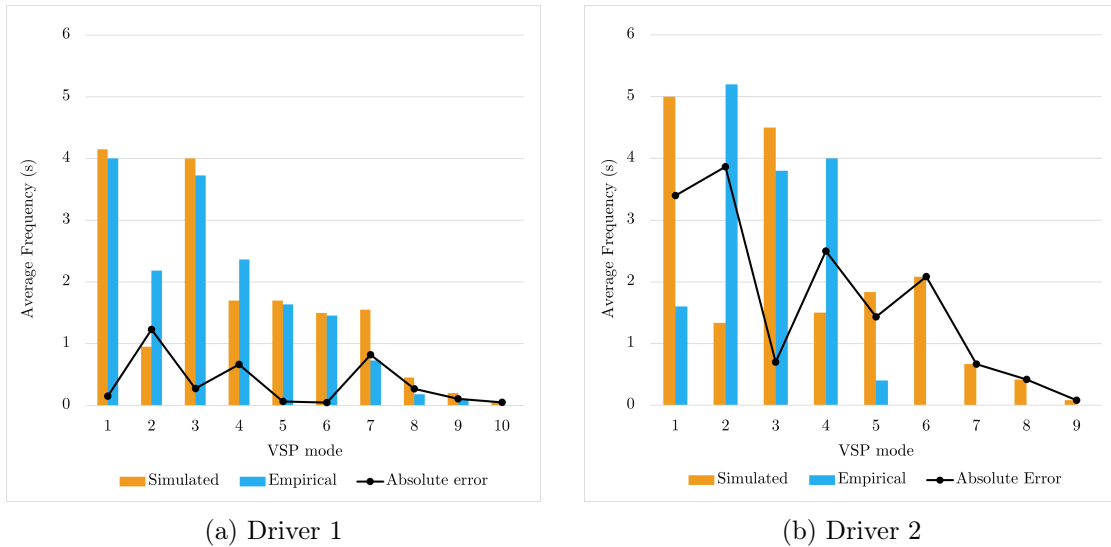 6
5
4
3
2
1
0
Average Frequency (s)
1 2 3 4 5 6 7 8 9 10
VSP mode
Simulated Empirical Absolute error
(a) Driver 1
6
5
4
3
2
1
0
Average Frequency (s)
1 2 3 4 5 6 7 8 9
VSP mode
Simulated Empirical Absolute Error
(b) Driver 2